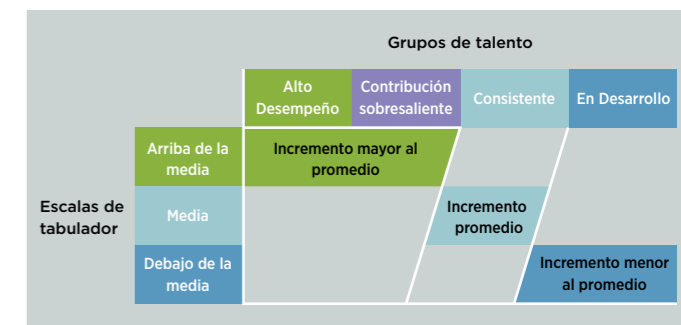 Grupos de talento
Alto
Desempeño
Contribución
sobresaliente
Consistente
En Desarrollo
Arriba de la
media
Incremento mayor al
promedio
Escalas de
tabulador
Media
Incremento
promedio
Debajo de la
media
Incremento menor
al promedio